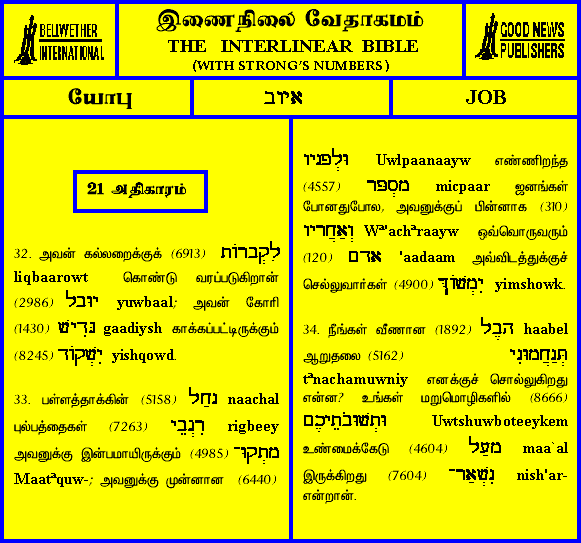 BELLWETHER
INTERNATIONAL
இணைநிலை வேதாகமம்
THE INTERLINEAR BIBLE
(WITH STRONG'S NUMBERS)
GOOD NEWS
PUBLISHERS
யோபு
איוב
JOB
21 அதிகாரம்
32. அவன் கல்லறைக்குக் (6913) לִקְבָרוֹת
liqbaarowt கொண்டு வரப்படுகிறான்
(2986) יוּבָל yuwbaal; அவன் கோரி
(1430) גָּדִישׁ gaadiysh காக்கப்பட்டிருக்கும்
(8245) יִשְׁקוֹד yishqowd.
33. பள்ளத்தாக்கின் (5158) נַחַל naachal
புல்பத்தைகள் (7263) רִגְבֵי rigbeey
அவனுக்கு இன்பமாயிருக்கும் (4985) מָתְקוּ־
Maatªquw-; அவனுக்கு முன்னான (6440)
וּלְפָנָיו Uwlpaanaayw எண்ணிறந்த
(4557) מִסְפָּר micpaar ஜனங்கள்
போனதுபோல, அவனுக்குப் பின்னாக (310)
וְאַחֲרָיו Wª'achªraayw ஒவ்வொருவரும்
(120) אָדָם 'aadaam அவ்விடத்துக்குச்
செல்லுவார்கள் (4900) יִמְשׁוֹךְ yimshowk.
34. நீங்கள் வீணான (1892) הָבֶל haabel
ஆறுதலை (5162) תְּנַחֲמוּנִי
tªnachamuwniy எனக்குச் சொல்லுகிறது
என்ன? உங்கள் மறுமொழிகளில் (8666)
וּתְשׁוּבֹתֵיכֶם Uwtshuwboteeykem
உண்மைக்கேடு (4604) מָעַל maa`al
இருக்கிறது (7604) נִשְׁאַר־ nish'ar-
என்றான்.